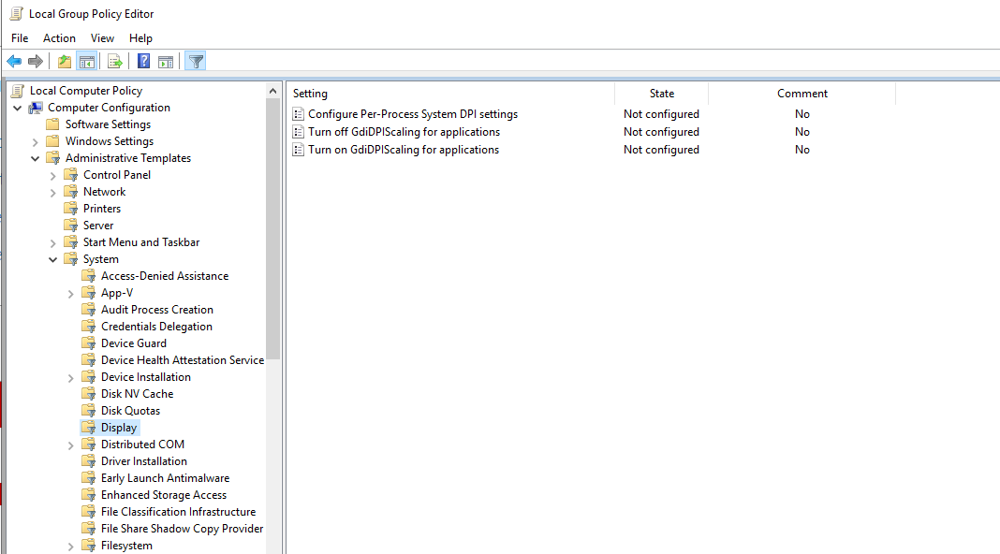 Local Group Policy Editor
File Action View Help
Local Computer Policy
Computer Configuration
Software Settings
Windows Settings
Administrative Templates
Control Panel
Network
Printers
Server
Start Menu and Taskbar
System
Access-Denied Assistance
App-V
Audit Process Creation
Credentials Delegation
Device Guard
Device Health Attestation Service
Device Installation
Disk NV Cache
Disk Quotas
Display
Distributed COM
Driver Installation
Early Launch Antimalware
Enhanced Storage Access
File Classification Infrastructure
File Share Shadow Copy Provider
Filesystem
Setting State Comment
Configure Per-Process System DPI settings Not configured No
Turn off GdiDPIScaling for applications Not configured No
Turn on GdiDPIScaling for applications Not configured No